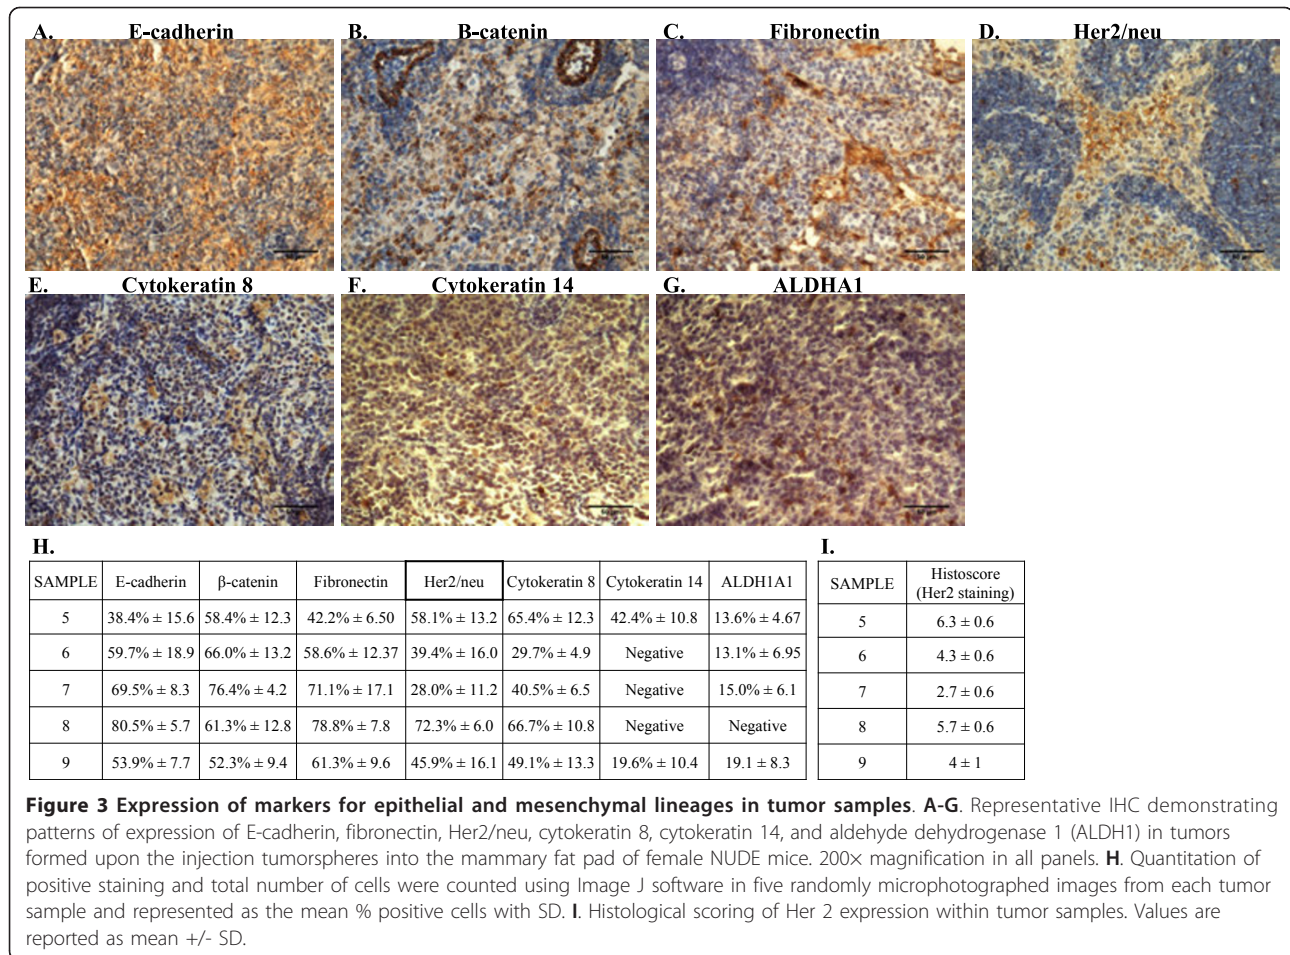 A. E-cadherin
B. B-catenin
C. Fibronectin
D. Her2/neu
E. Cytokeratin 8
F. Cytokeratin 14
G. ALDHA1
H.
SAMPLE E-cadherin β-catenin Fibronectin Her2/neu Cytokeratin 8 Cytokeratin 14 ALDH1A1
5 38.4% ± 15.6 58.4% ± 12.3 42.2% ± 6.50 58.1% ± 13.2 65.4% ± 12.3 42.4% ± 10.8 13.6% ± 4.67
6 59.7% ± 18.9 66.0% ± 13.2 58.6% ± 12.37 39.4% ± 16.0 29.7% ± 4.9 Negative 13.1% ± 6.95
7 69.5% ± 8.3 76.4% ± 4.2 71.1% ± 17.1 28.0% ± 11.2 40.5% ± 6.5 Negative 15.0% ± 6.1
8 80.5% ± 5.7 61.3% ± 12.8 78.8% ± 7.8 72.3% ± 6.0 66.7% ± 10.8 Negative Negative
9 53.9% ± 7.7 52.3% ± 9.4 61.3% ± 9.6 45.9% ± 16.1 49.1% ± 13.3 19.6% ± 10.4 19.1 ± 8.3
I.
SAMPLE Histoscore
(Her2 staining)
5 6.3 ± 0.6
6 4.3 ± 0.6
7 2.7 ± 0.6
8 5.7 ± 0.6
9 4 ± 1
Figure 3 Expression of markers for epithelial and mesenchymal lineages in tumor samples. A-G. Representative IHC demonstrating
patterns of expression of E-cadherin, fibronectin, Her2/neu, cytokeratin 8, cytokeratin 14, and aldehyde dehydrogenase 1 (ALDH1) in tumors
formed upon the injection tumorspheres into the mammary fat pad of female NUDE mice. 200× magnification in all panels. H. Quantitation of
positive staining and total number of cells were counted using Image J software in five randomly microphotographed images from each tumor
sample and represented as the mean % positive cells with SD. I. Histological scoring of Her 2 expression within tumor samples. Values are
reported as mean +/- SD.